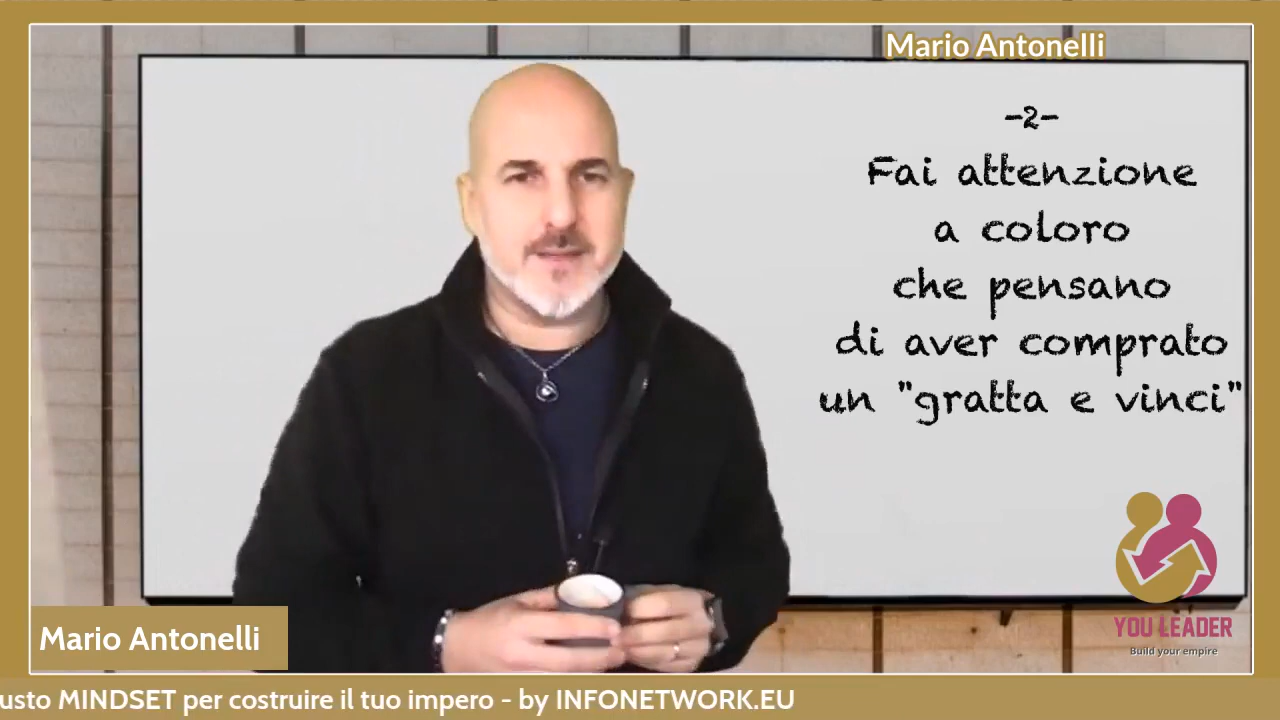 Mario Antonelli
-2-
Fai attenzione
a coloro
che pensano
di aver comprato
un "gratta e vinci"
YOU LEADER
Build your empire
Mario Antonelli
usto MINDSET per costruire il tuo impero - by INFONETWORK.EU